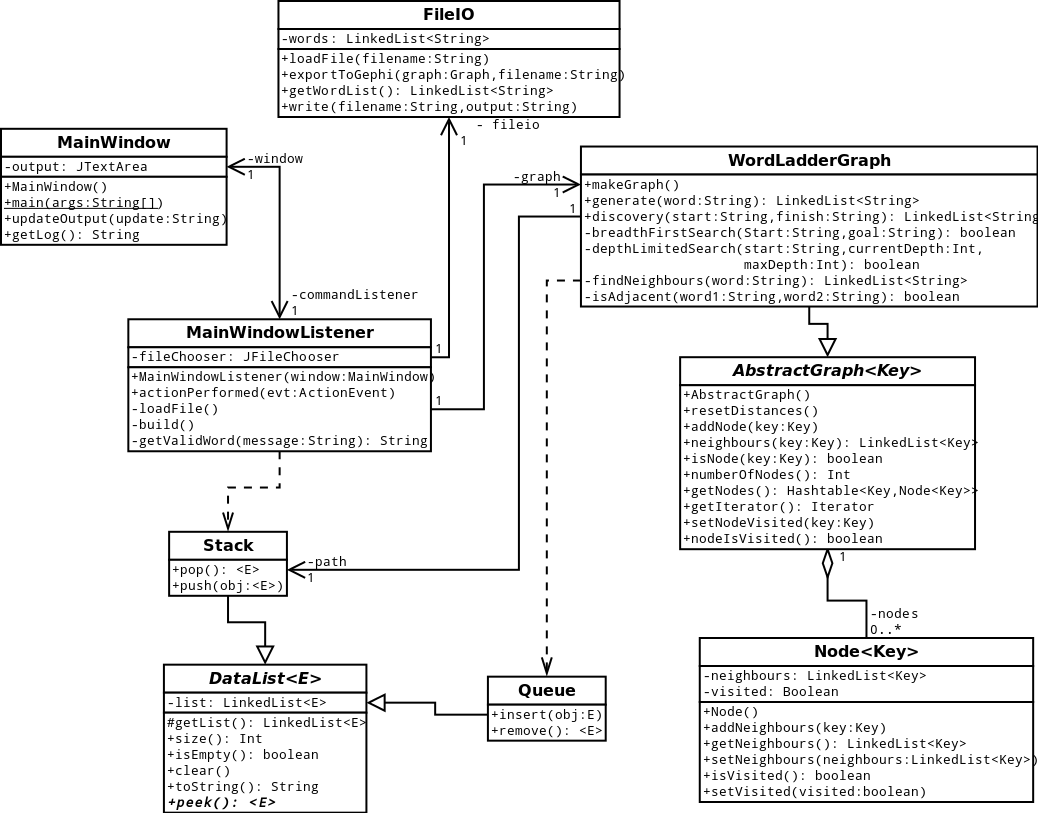 FileIO
-words: LinkedList<String>
+loadFile(filename:String)
+exportToGephi(graph:Graph,filename:String)
+getWordList(): LinkedList<String>
+write(filename:String,output:String)
- fileio
1
MainWindow
-output: JTextArea
+MainWindow()
+main(args:String[])
+updateOutput(update:String)
+getLog(): String
-window
1
-commandListener
1
MainWindowListener
-fileChooser: JFileChooser
+MainWindowListener(window:MainWindow)
+actionPerformed(evt:ActionEvent)
-loadFile()
-build()
-getValidWord(message:String): String
1
1
-graph
1
1
WordLadderGraph
+makeGraph()
+generate(word:String): LinkedList<String>
+discovery(start:String,finish:String): LinkedList<String
-breadthFirstSearch(Start:String,goal:String): boolean
-depthLimitedSearch(start:String,currentDepth:Int,
maxDepth:Int): boolean
-findNeighbours(word:String): LinkedList<String>
-isAdjacent(word1:String,word2:String): boolean
AbstractGraph<Key>
+AbstractGraph()
+resetDistances()
+addNode(key:Key)
+neighbours(key:Key): LinkedList<Key>
+isNode(key:Key): boolean
+numberOfNodes(): Int
+getNodes(): Hashtable<Key,Node<Key>>
+getIterator(): Iterator
+setNodeVisited(key:Key)
+nodeIsVisited(): boolean
1
-nodes
0..*
Node<Key>
-neighbours: LinkedList<Key>
-visited: Boolean
+Node()
+addNeighbours(key:Key)
+getNeighbours(): LinkedList<Key>
+setNeighbours(neighbours:LinkedList<Key>)
+isVisited(): boolean
+setVisited(visited:boolean)
Stack
+pop(): <E>
+push(obj:<E>)
-path
1
DataList<E>
-list: LinkedList<E>
#getList(): LinkedList<E>
+size(): Int
+isEmpty(): boolean
+clear()
+toString(): String
+peek(): <E>
Queue
+insert(obj:E)
+remove(): <E>